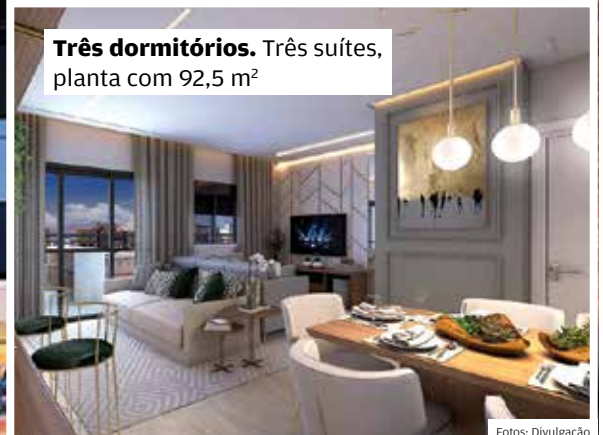 Três dormitórios. Três suítes,
planta com 92,5 m²
Fotos: Divulgação